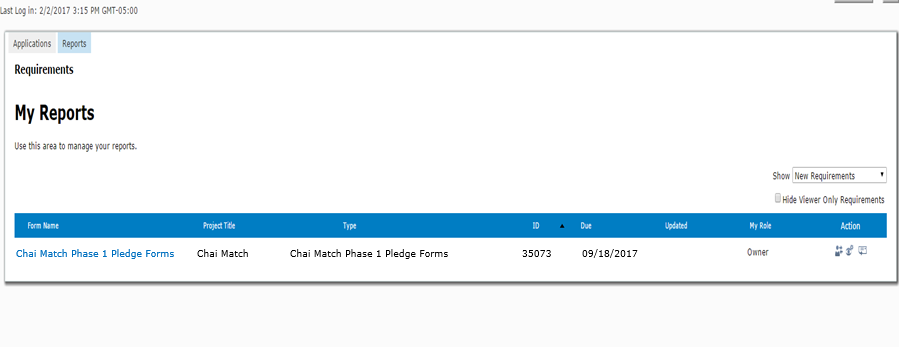 Last Log in: 2/2/2017 3:15 PM GMT-05:00
Applications Reports
Requirements
My Reports
Use this area to manage your reports.
Show New Requirements
Hide Viewer Only Requirements
Form Name Project Title Type ID Due Updated My Role Action
Chai Match Phase 1 Pledge Forms Chai Match Chai Match Phase 1 Pledge Forms 35073 09/18/2017 Owner